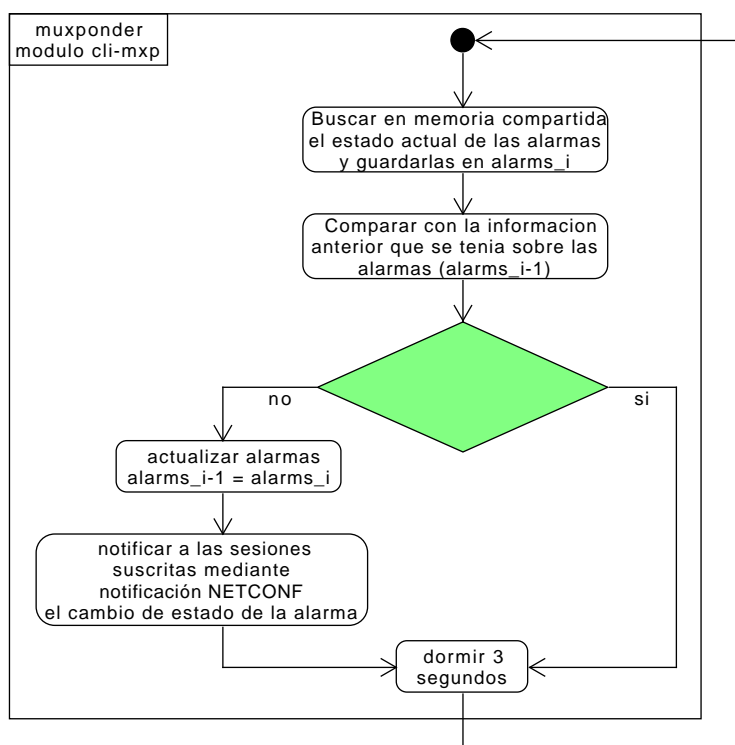 muxponder
modulo cli-mxp
Buscar en memoria compartida
el estado actual de las alarmas
y guardarlas en alarms_i
Comparar con la informacion
anterior que se tenia sobre las
alarmas (alarms_i-1)
no
si
actualizar alarmas
alarms_i-1 = alarms_i
notificar a las sesiones
suscritas mediante
notificación NETCONF
el cambio de estado de la alarma
dormir 3
segundos